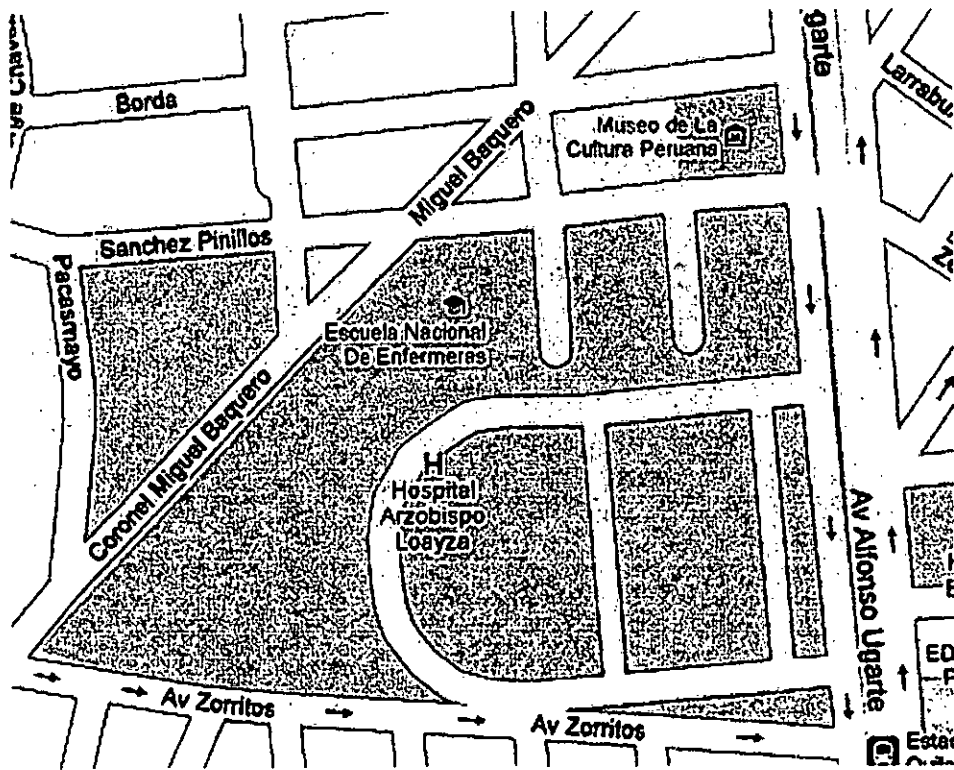 Borda
Miguel Baquero
Museo de La
Cultura Peruana
Sanchez Pinillos
Pacasmayo
Escuela Nacional
De Enfermeras
Coronel Miguel Baquero
H
Hospital
Arzobispo
Loayza
Av Alfonso Ugarte
Av Zorritos
Av Zorritos